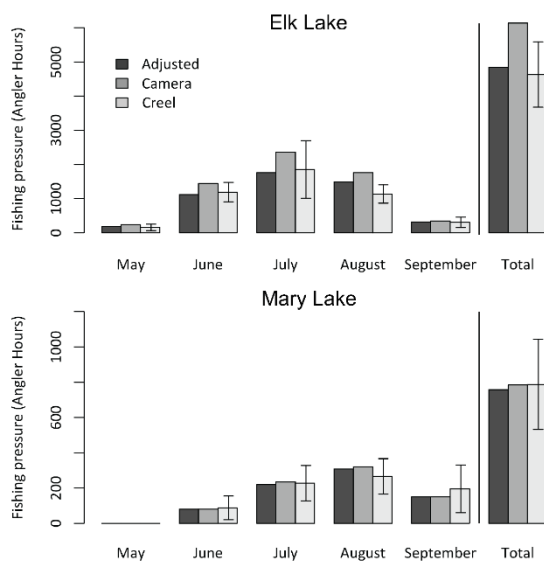 Elk Lake
Fishing pressure (Angler Hours)
5000
3000
1000
0
Adjusted
Camera
Creel
May June July August September Total
Mary Lake
Fishing pressure (Angler Hours)
1000
600
200
0
May June July August September Total